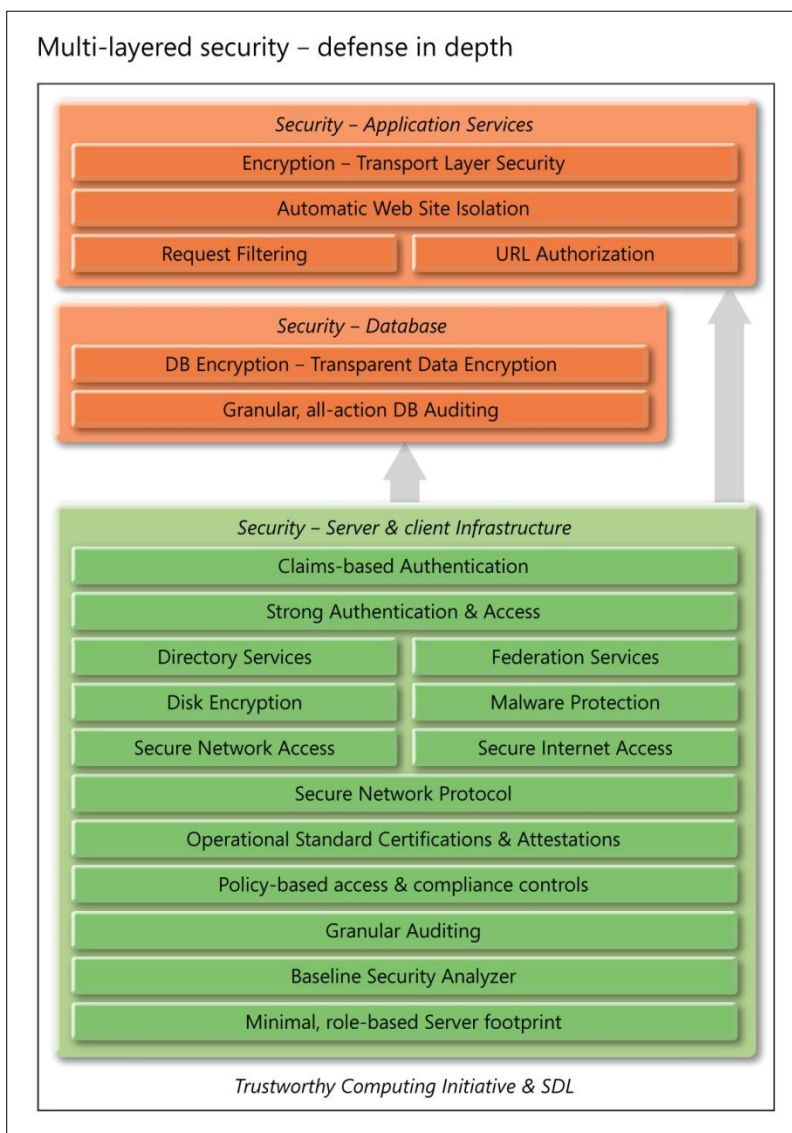 Multi-layered security – defense in depth
Security – Application Services
Encryption – Transport Layer Security
Automatic Web Site Isolation
Request Filtering
URL Authorization
Security – Database
DB Encryption – Transparent Data Encryption
Granular, all-action DB Auditing
Security – Server & client Infrastructure
Claims-based Authentication
Strong Authentication & Access
Directory Services
Federation Services
Disk Encryption
Malware Protection
Secure Network Access
Secure Internet Access
Secure Network Protocol
Operational Standard Certifications & Attestations
Policy-based access & compliance controls
Granular Auditing
Baseline Security Analyzer
Minimal, role-based Server footprint
Trustworthy Computing Initiative & SDL